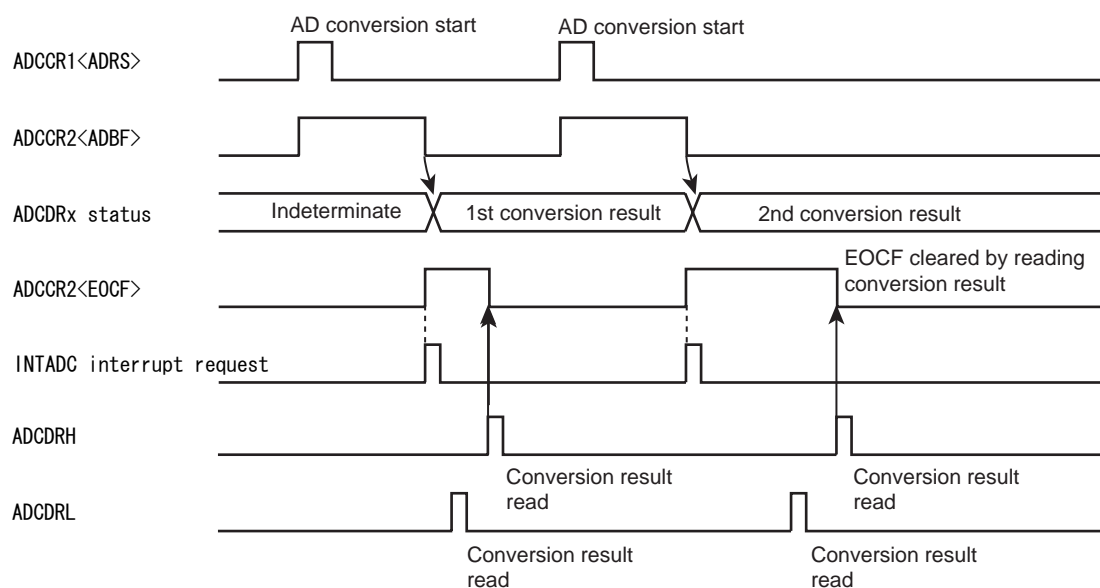 AD conversion start
AD conversion start
ADCCR1<ADRS>
ADCCR2<ADBF>
ADCDRx status
Indeterminate
1st conversion result
2nd conversion result
EOCF cleared by reading
conversion result
ADCCR2<EOCF>
INTADC interrupt request
ADCDRH
Conversion result
read
Conversion result
read
ADCDRL
Conversion result
read
Conversion result
read